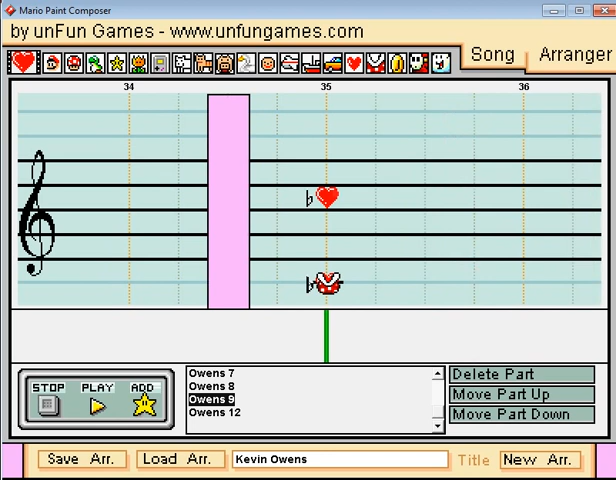 Mario Paint Composer
by unFun Games - www.unfungames.com
Song
Arranger
34
35
36
♭
♭
STOP PLAY ADD
Owens 7
Owens 8
Owens 9
Owens 12
Delete Part
Move Part Up
Move Part Down
Save Arr.
Load Arr.
Kevin Owens
Title
New Arr.